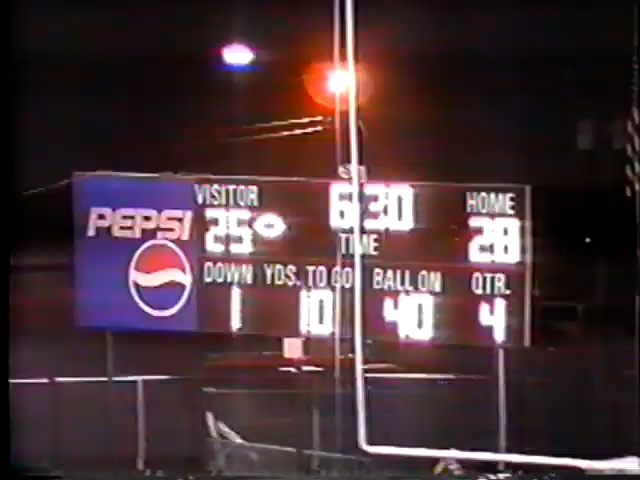 PEPSI
VISITOR 6:30 HOME
25 TIME 28
DOWN YDS. TO GO BALL ON QTR.
1 10 40 4